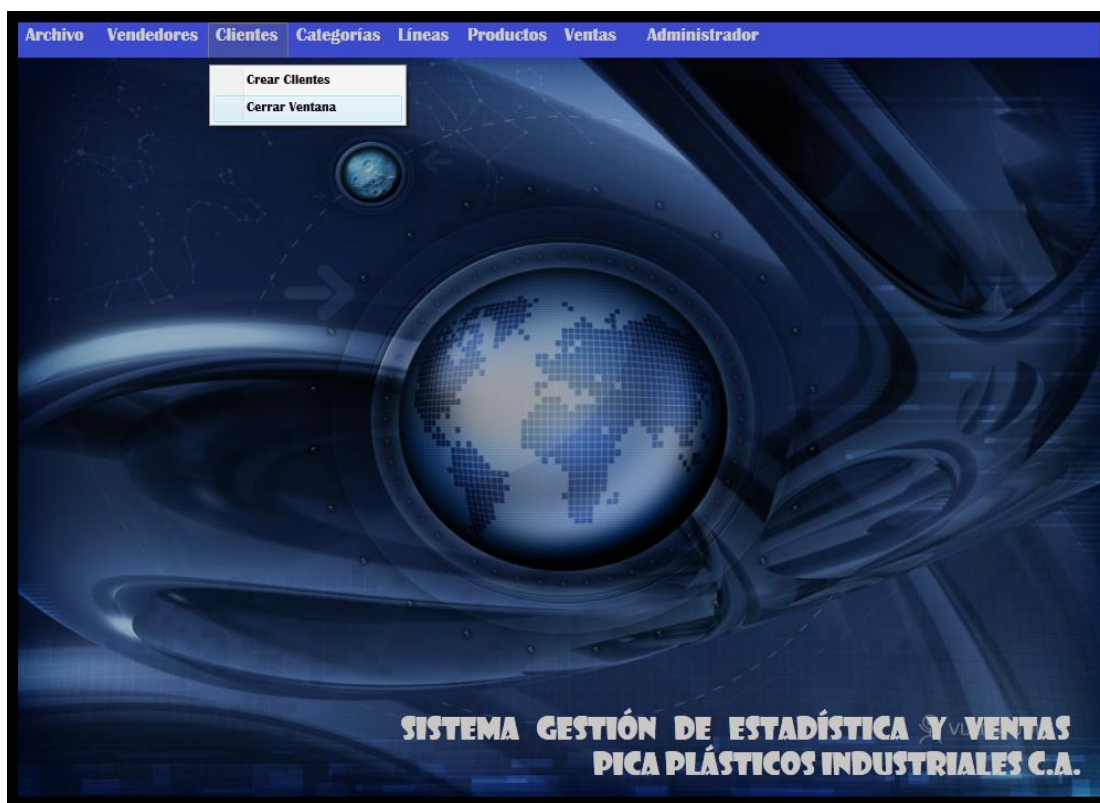 Archivo Vendedores Clientes Categorías Líneas Productos Ventas Administrador
Crear Clientes
Cerrar Ventana
SISTEMA GESTIÓN DE ESTADÍSTICA Y VENTAS
PICA PLÁSTICOS INDUSTRIALES C.A.